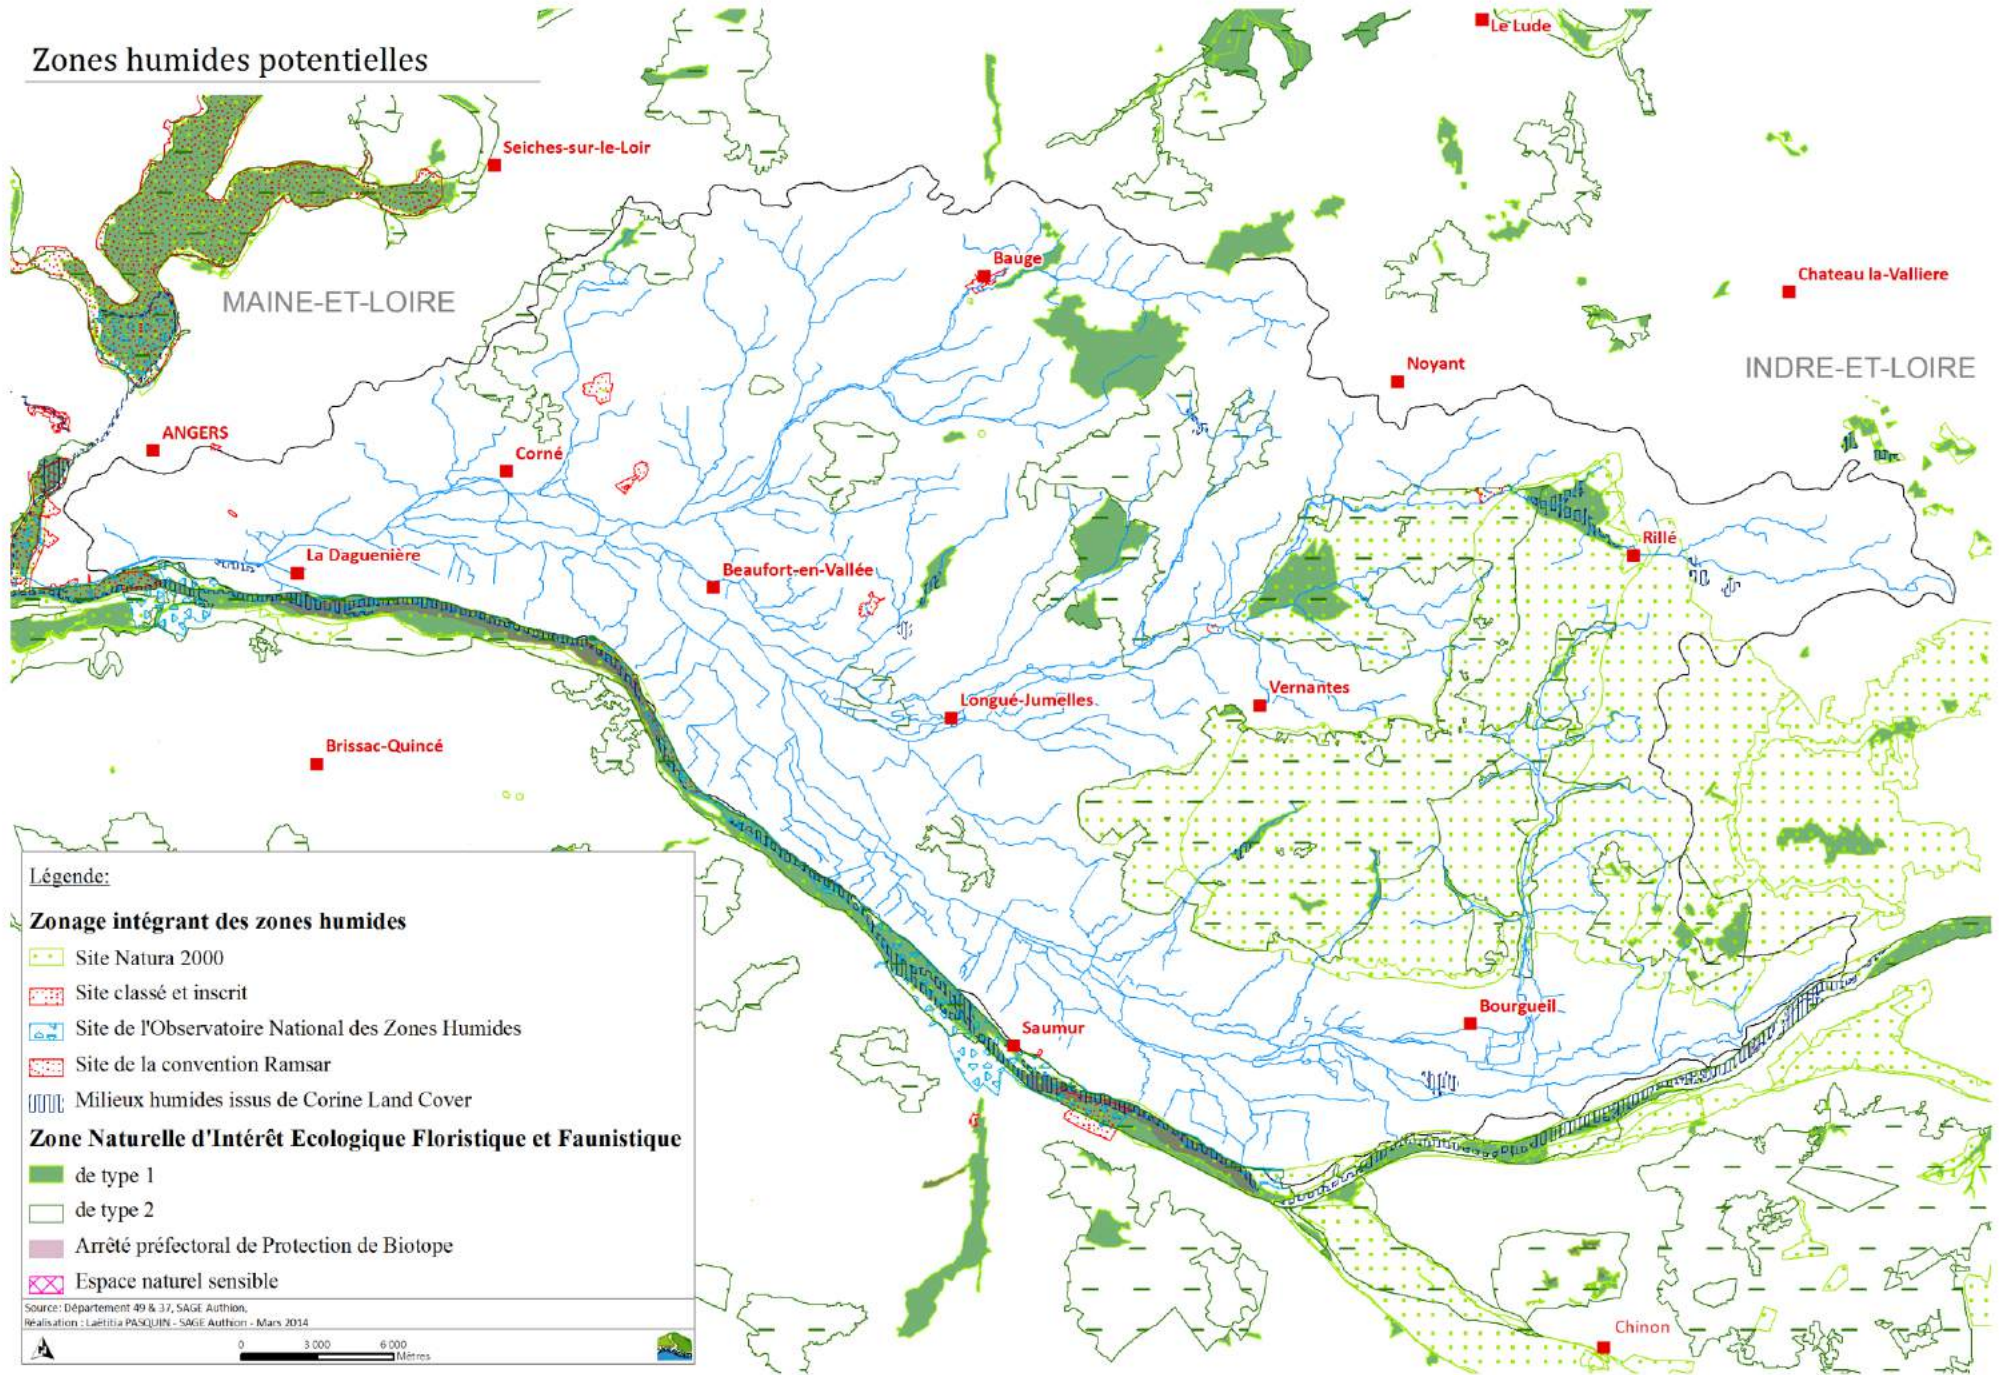 Zones humides potentielles
Le Lude
Seiches-sur-le-Loir
Bauge
Chateau la-Valliere
MAINE-ET-LOIRE
Noyant
INDRE-ET-LOIRE
ANGERS
Corné
Rillé
La Daguenière
Beaufort-en-Vallée
Vernantes
Longué-Jumelles
Brissac-Quincé
Bourgueil
Saumur
Chinon
Légende:
Zonage intégrant des zones humides
Site Natura 2000
Site classé et inscrit
Site de l'Observatoire National des Zones Humides
Site de la convention Ramsar
Milieux humides issus de Corine Land Cover
Zone Naturelle d'Intérêt Ecologique Floristique et Faunistique
de type 1
de type 2
Arrêté préfectoral de Protection de Biotope
Espace naturel sensible
Source: Département 49 & 37, SAGE Authion,
Réalisation : Laëtitia PASQUIN - SAGE Authion - Mars 2014
0 3 000 6 000
Mètres